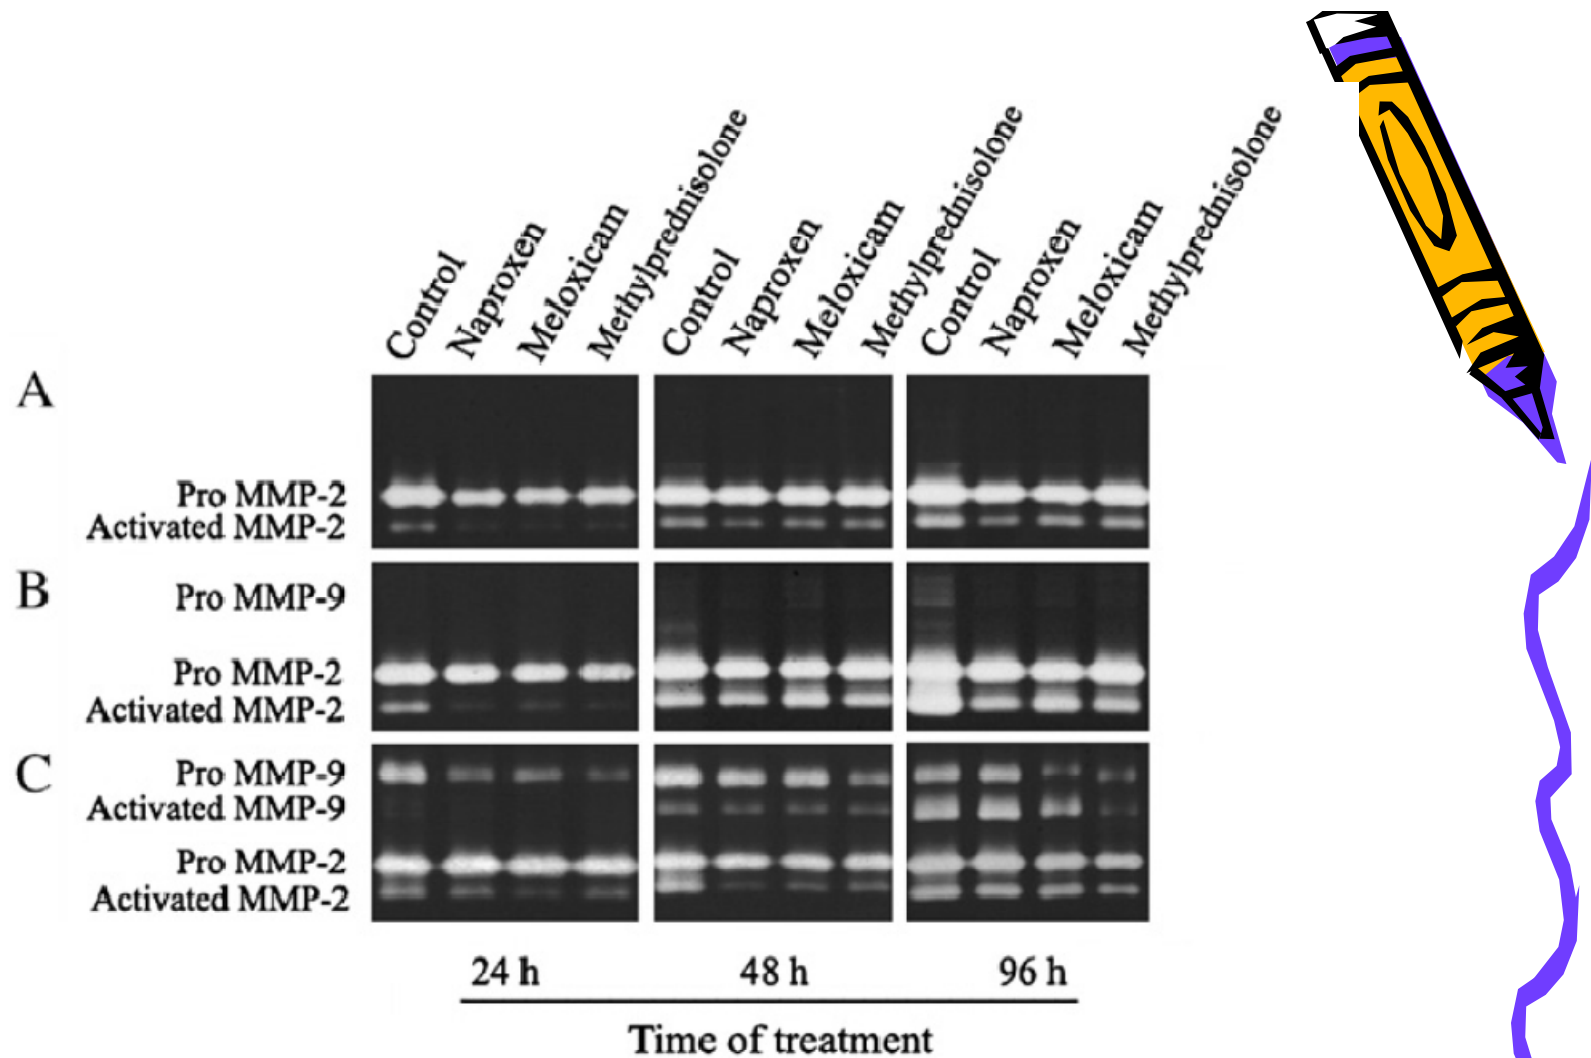 Control Naproxen Meloxicam Methylprednisolone Control Naproxen Meloxicam Methylprednisolone Control Naproxen Meloxicam Methylprednisolone
A
Pro MMP-2
Activated MMP-2
B
Pro MMP-9
Pro MMP-2
Activated MMP-2
C
Pro MMP-9
Activated MMP-9
Pro MMP-2
Activated MMP-2
24 h 48 h 96 h
Time of treatment